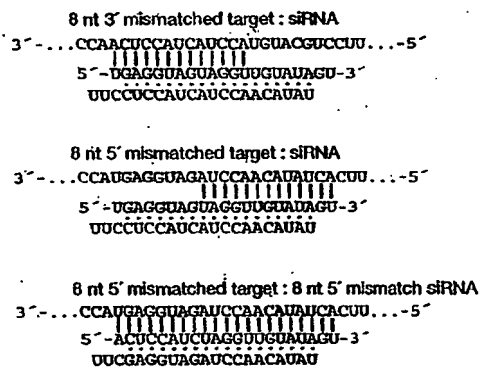 8 nt 3´ mismatched target : siRNA
3´-...CCAACUCCAUCAUCCAUGUACGUCCUU...-5´
5´-UGAGGUAGUAGGUUGUAUAGU-3´
UUCCUCCAUCAUCCAACAUAU
8 nt 5´ mismatched target : siRNA
3´-...CCAUGAGGUAGAUCCAACAUAUCACUU...-5´
5´-UGAGGUAGUAGGUUGUAUAGU-3´
UUCCUCCAUCAUCCAACAUAU
8 nt 5´ mismatched target : 8 nt 5´ mismatch siRNA
3´-...CCAUGAGGUAGAUCCAACAUAUCACUU...-5´
5´-ACUCCAUCUAGGUUGUAUAGU-3´
UUCGAGGUAGAUCCAACAUAU